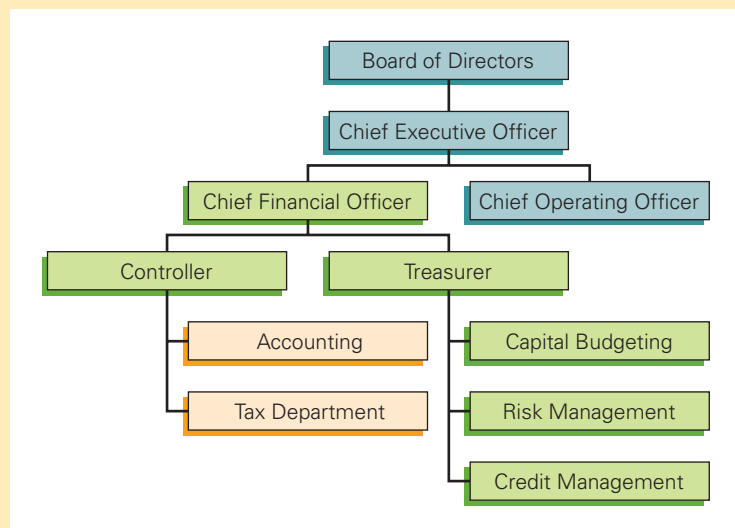 Board of Directors
Chief Executive Officer
Chief Financial Officer
Chief Operating Officer
Controller
Treasurer
Accounting
Capital Budgeting
Tax Department
Risk Management
Credit Management